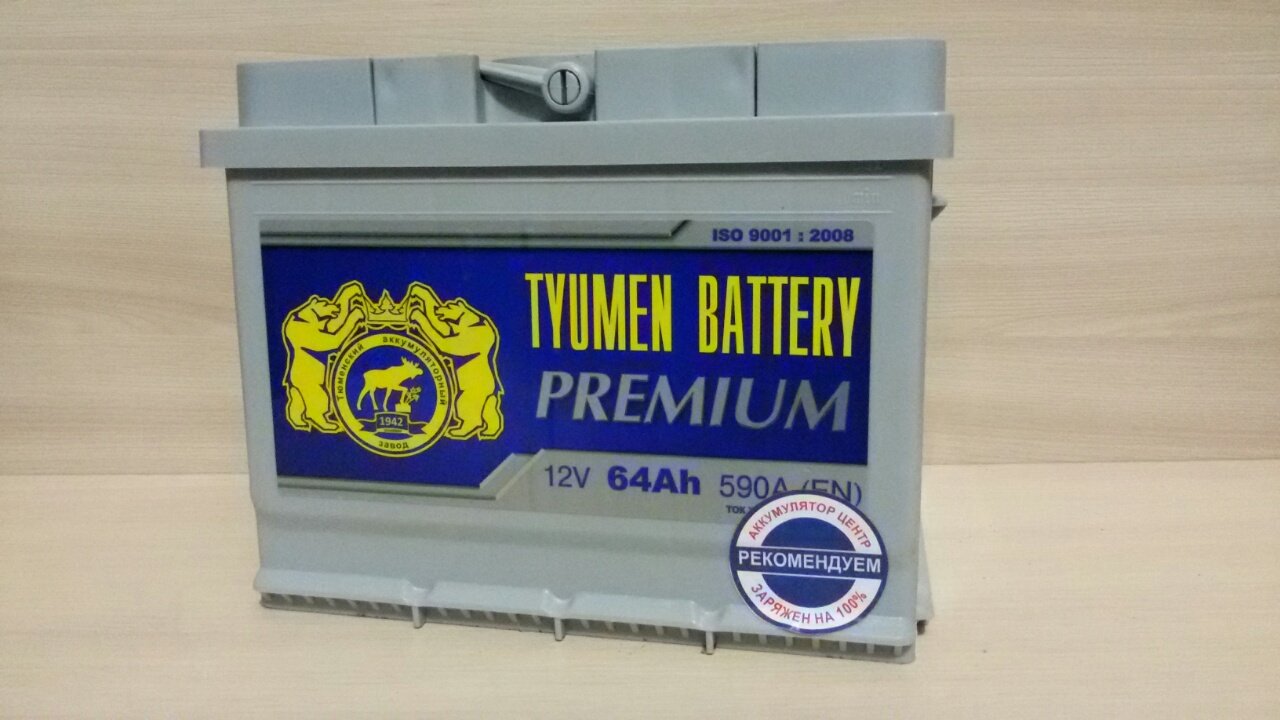 ISO 9001 : 2008
TYUMEN BATTERY
PREMIUM
Тюменский аккумуляторный
1942
завод
12V 64Ah 590A (EN)
ТОК
АККУМУЛЯТОР ЦЕНТР
РЕКОМЕНДУЕМ
ЗАРЯЖЕН НА 100%